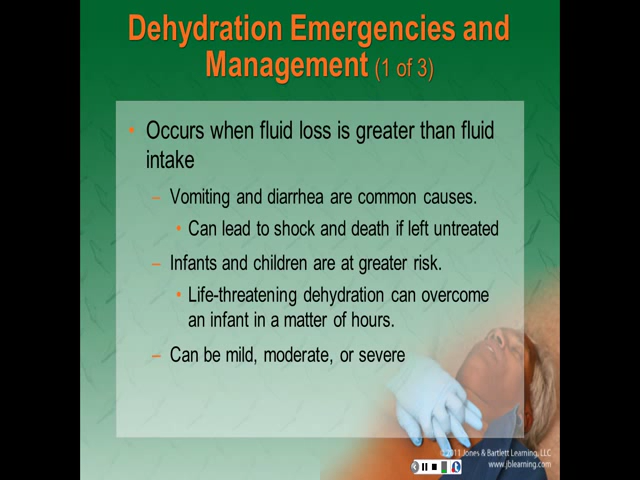 Dehydration Emergencies and
Management (1 of 3)
• Occurs when fluid loss is greater than fluid
intake
– Vomiting and diarrhea are common causes.
• Can lead to shock and death if left untreated
– Infants and children are at greater risk.
• Life-threatening dehydration can overcome
an infant in a matter of hours.
– Can be mild, moderate, or severe
© 2011 Jones & Bartlett Learning, LLC
www.jblearning.com